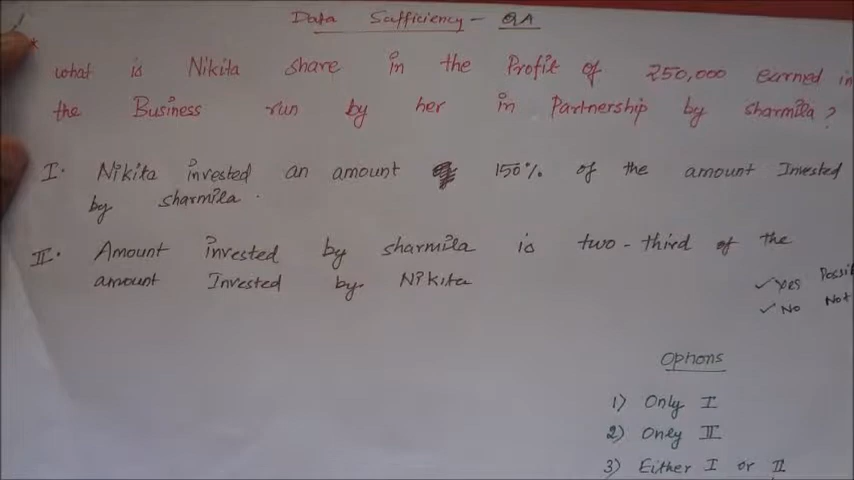 Data Sufficiency - QA
what is Nikita share in the Profit of 250,000 earned in
the Business run by her in Partnership by sharmila?
I. Nikita invested an amount 150% of the amount Invested
by sharmila.
II. Amount invested by sharmila is two-third of the
amount Invested by Nikita
✓ Yes Possi
✓ No Not
Options
1) Only I
2) Only II
3) Either I or II